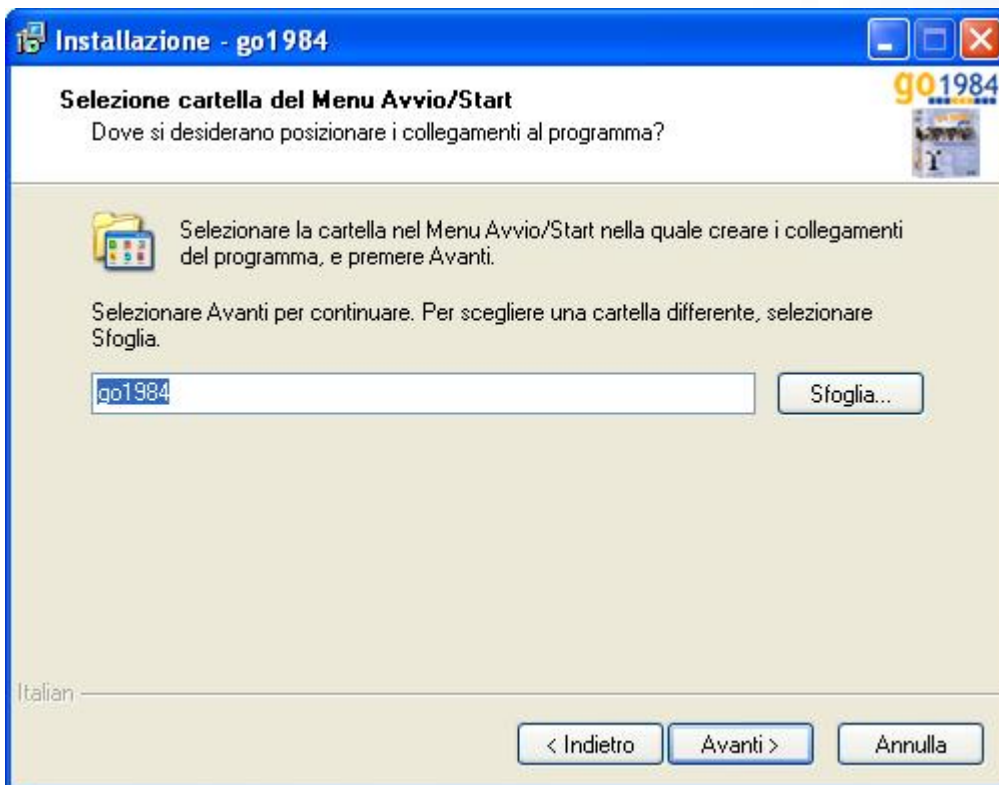 Installazione - go1984
Selezione cartella del Menu Avvio/Start
Dove si desiderano posizionare i collegamenti al programma?
go1984
Selezionare la cartella nel Menu Avvio/Start nella quale creare i collegamenti
del programma, e premere Avanti.
Selezionare Avanti per continuare. Per scegliere una cartella differente, selezionare
Sfoglia.
go1984
Sfoglia...
Italian
< Indietro
Avanti >
Annulla